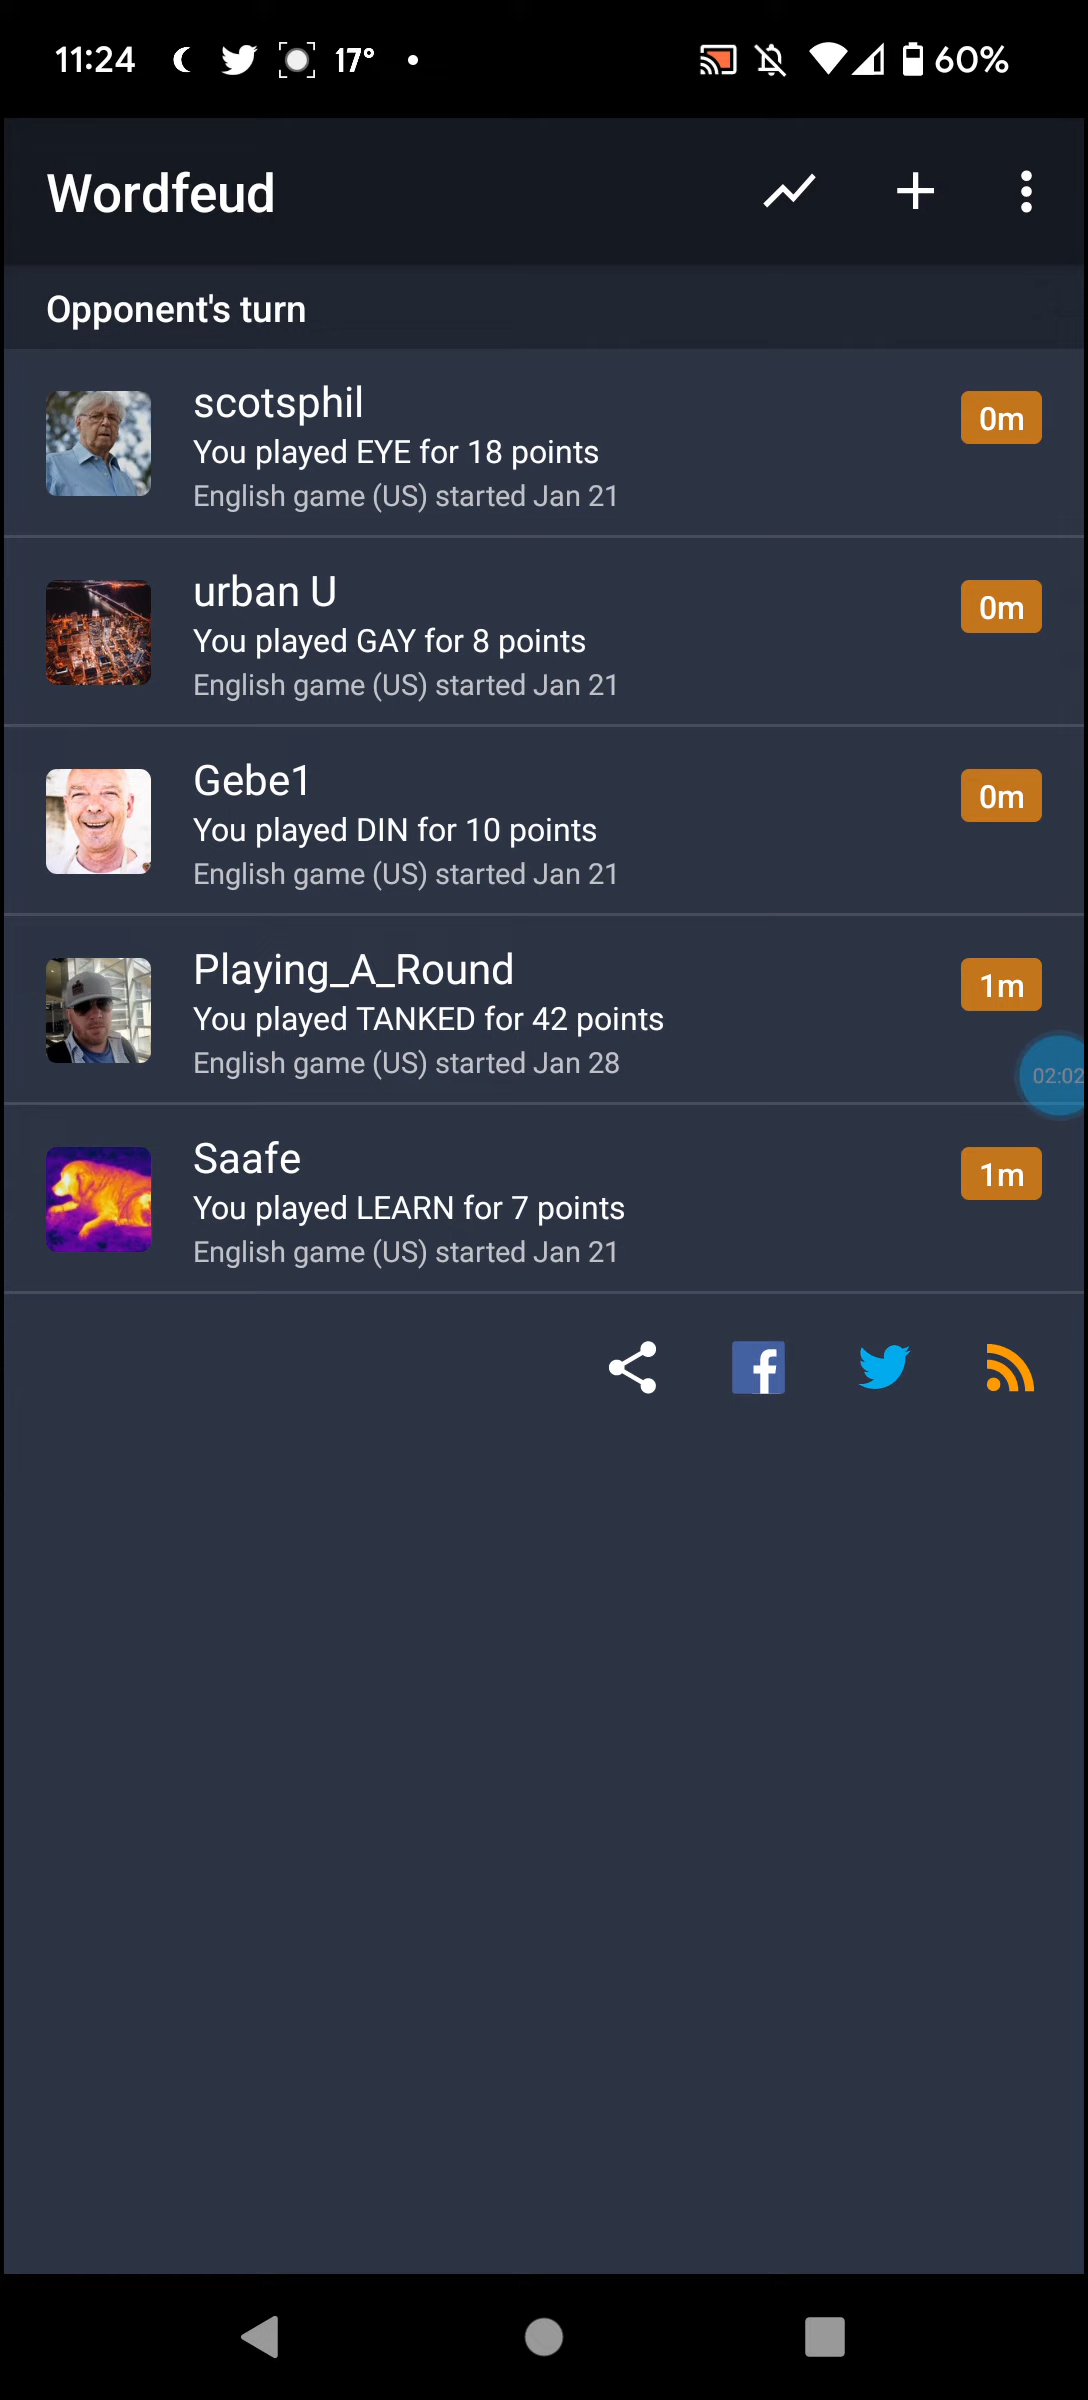 11:24 17° 60%
Wordfeud
Opponent's turn
scotsphil
0m
You played EYE for 18 points
English game (US) started Jan 21
urban U
0m
You played GAY for 8 points
English game (US) started Jan 21
Gebe1
0m
You played DIN for 10 points
English game (US) started Jan 21
Playing_A_Round
1m
You played TANKED for 42 points
English game (US) started Jan 28
02:02
Saafe
1m
You played LEARN for 7 points
English game (US) started Jan 21